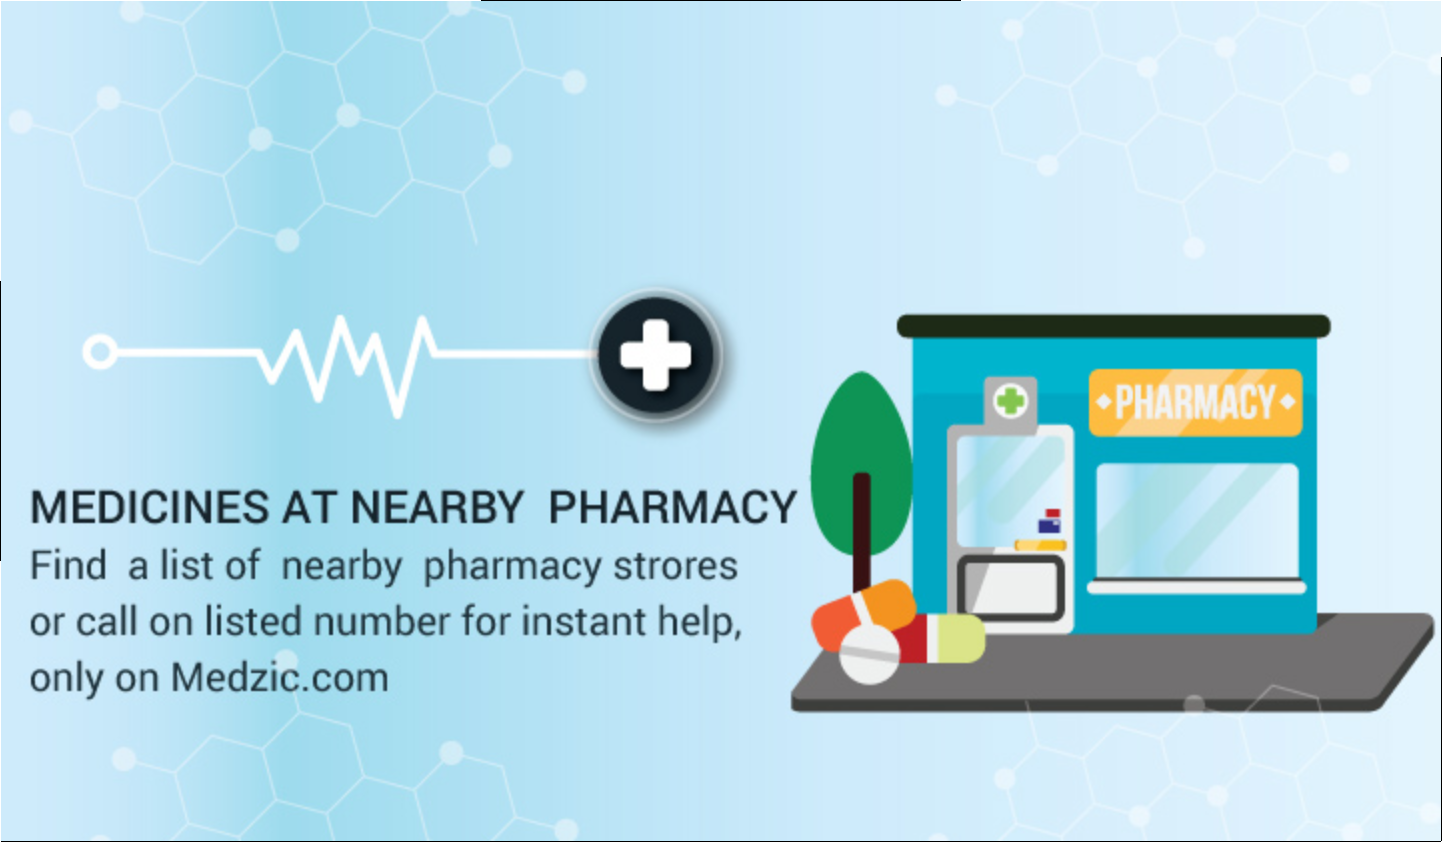 MEDICINES AT NEARBY PHARMACY
Find a list of nearby pharmacy strores
or call on listed number for instant help,
only on Medzic.com
PHARMACY